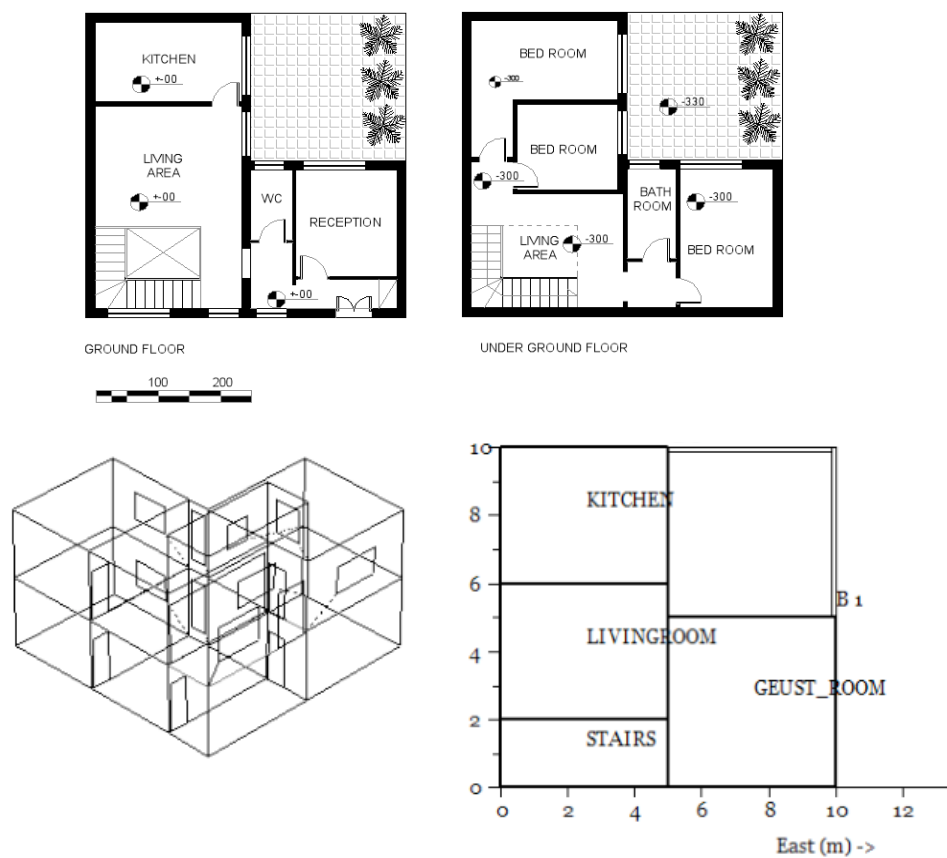 KITCHEN
+-00
LIVING
AREA
+-00
WC
RECEPTION
+-00
GROUND FLOOR
100 200
BED ROOM
-300
-330
BED ROOM
-300
BATH
ROOM
-300
LIVING
AREA
-300
BED ROOM
UNDER GROUND FLOOR
10
8
6
4
2
0
KITCHEN
LIVINGROOM
STAIRS
B 1
GEUST_ROOM
0 2 4 6 8 10 12
East (m) ->